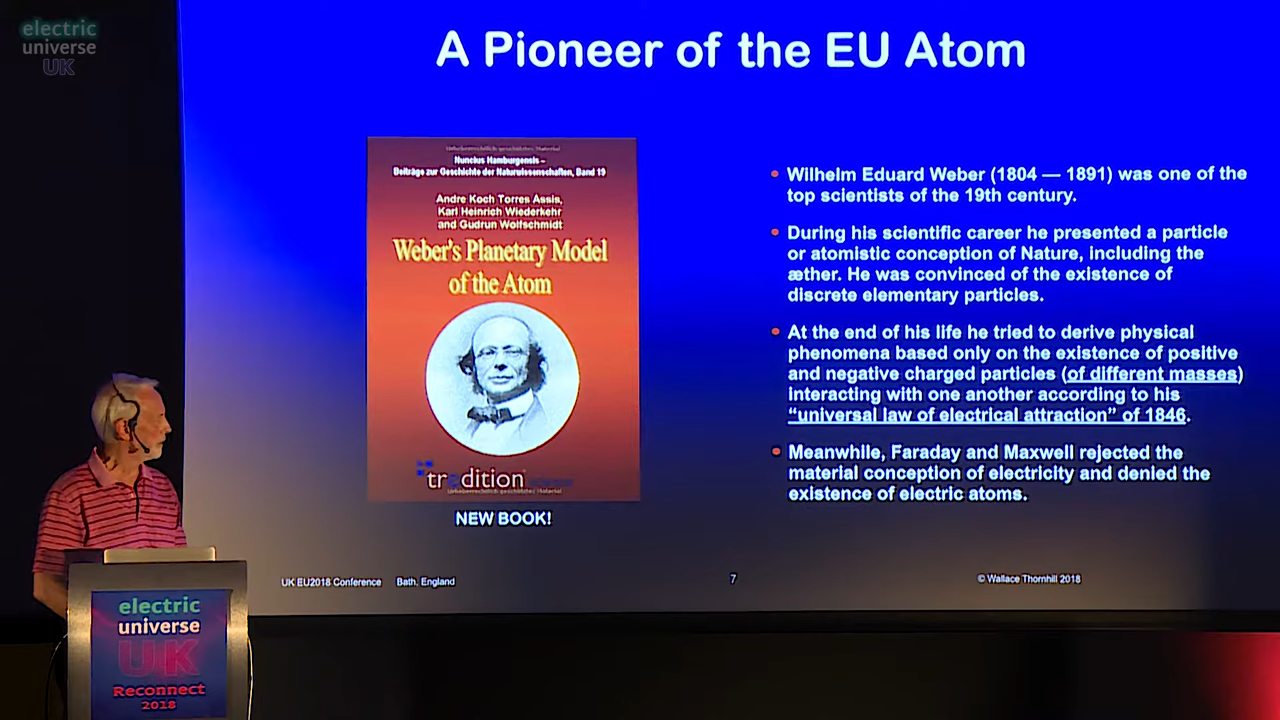 electric
universe
UK
A Pioneer of the EU Atom
Nuncius Hamburgensis –
Beiträge zur Geschichte der Naturwissenschaften, Band 19
Andre Koch Torres Assis,
Karl Heinrich Wiederkehr
and Gudrun Wolfschmidt
Weber's Planetary Model
of the Atom
tredition
NEW BOOK!
• Wilhelm Eduard Weber (1804 — 1891) was one of the
top scientists of the 19th century.
• During his scientific career he presented a particle
or atomistic conception of Nature, including the
æther. He was convinced of the existence of
discrete elementary particles.
• At the end of his life he tried to derive physical
phenomena based only on the existence of positive
and negative charged particles (of different masses)
interacting with one another according to his
“universal law of electrical attraction” of 1846.
• Meanwhile, Faraday and Maxwell rejected the
material conception of electricity and denied the
existence of electric atoms.
UK EU2018 Conference Bath, England
7
© Wallace Thornhill 2018
electric
universe
UK
Reconnect
2018